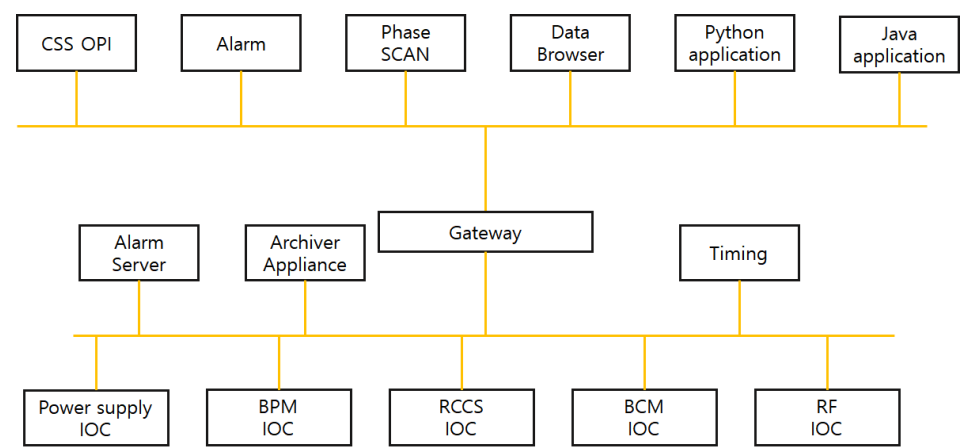 CSS OPI
Alarm
Phase
SCAN
Data
Browser
Python
application
Java
application
Alarm
Server
Archiver
Appliance
Gateway
Timing
Power supply
IOC
BPM
IOC
RCCS
IOC
BCM
IOC
RF
IOC